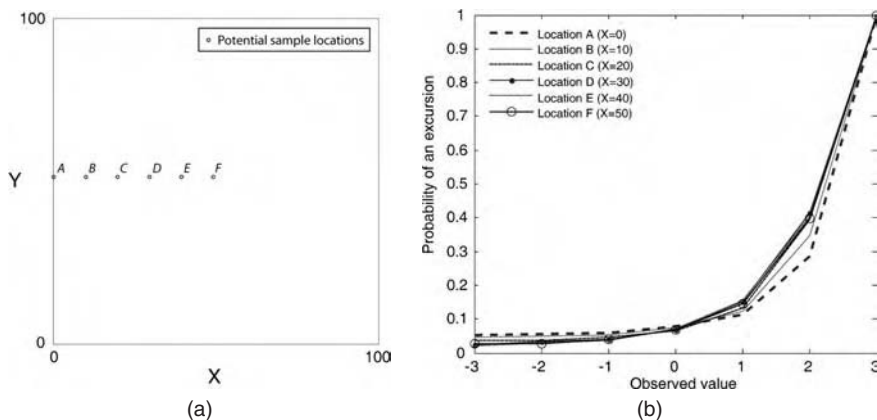 100
Potential sample locations
A B C D E F
Y
0
0 100
X
(a)
1
0.9
0.8
0.7
0.6
0.5
0.4
0.3
0.2
0.1
0
Probability of an excursion
Location A (X=0)
Location B (X=10)
Location C (X=20)
Location D (X=30)
Location E (X=40)
Location F (X=50)
-3 -2 -1 0 1 2 3
Observed value
(b)